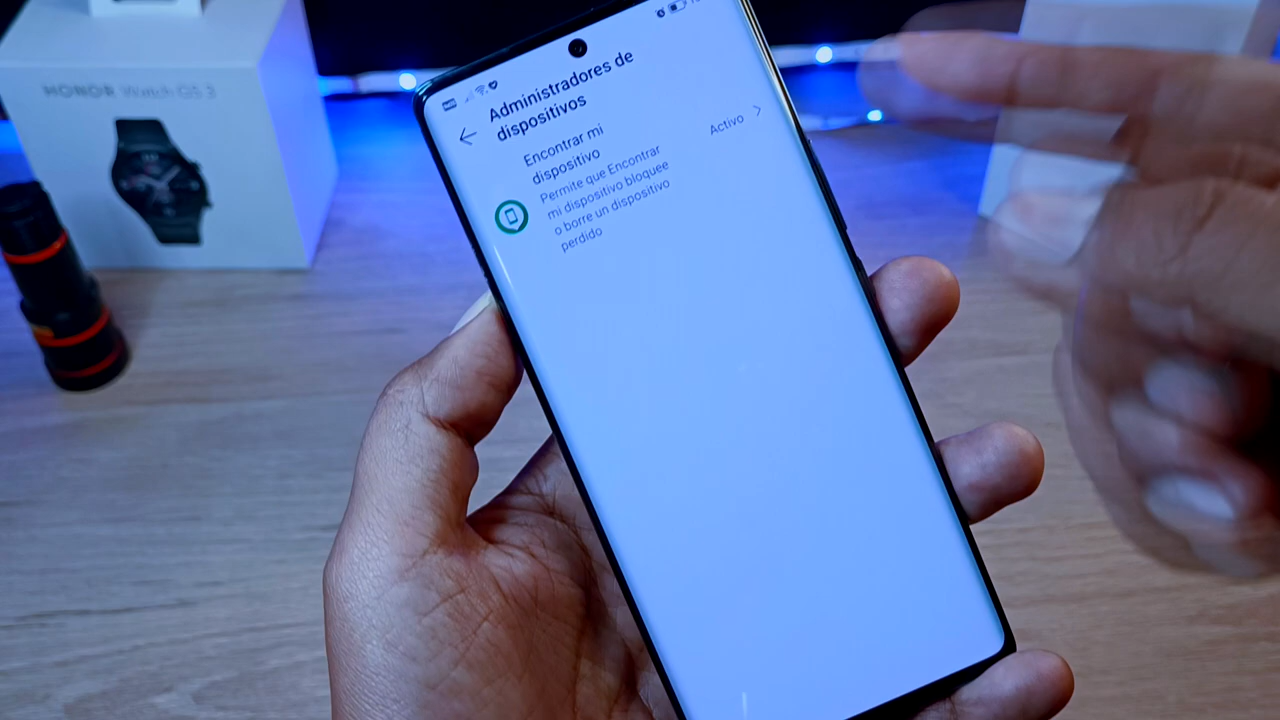 HONOR Watch GS 3
Administradores de
dispositivos
Encontrar mi
dispositivo
Activo
Permite que Encontrar
mi dispositivo bloquee
o borre un dispositivo
perdido